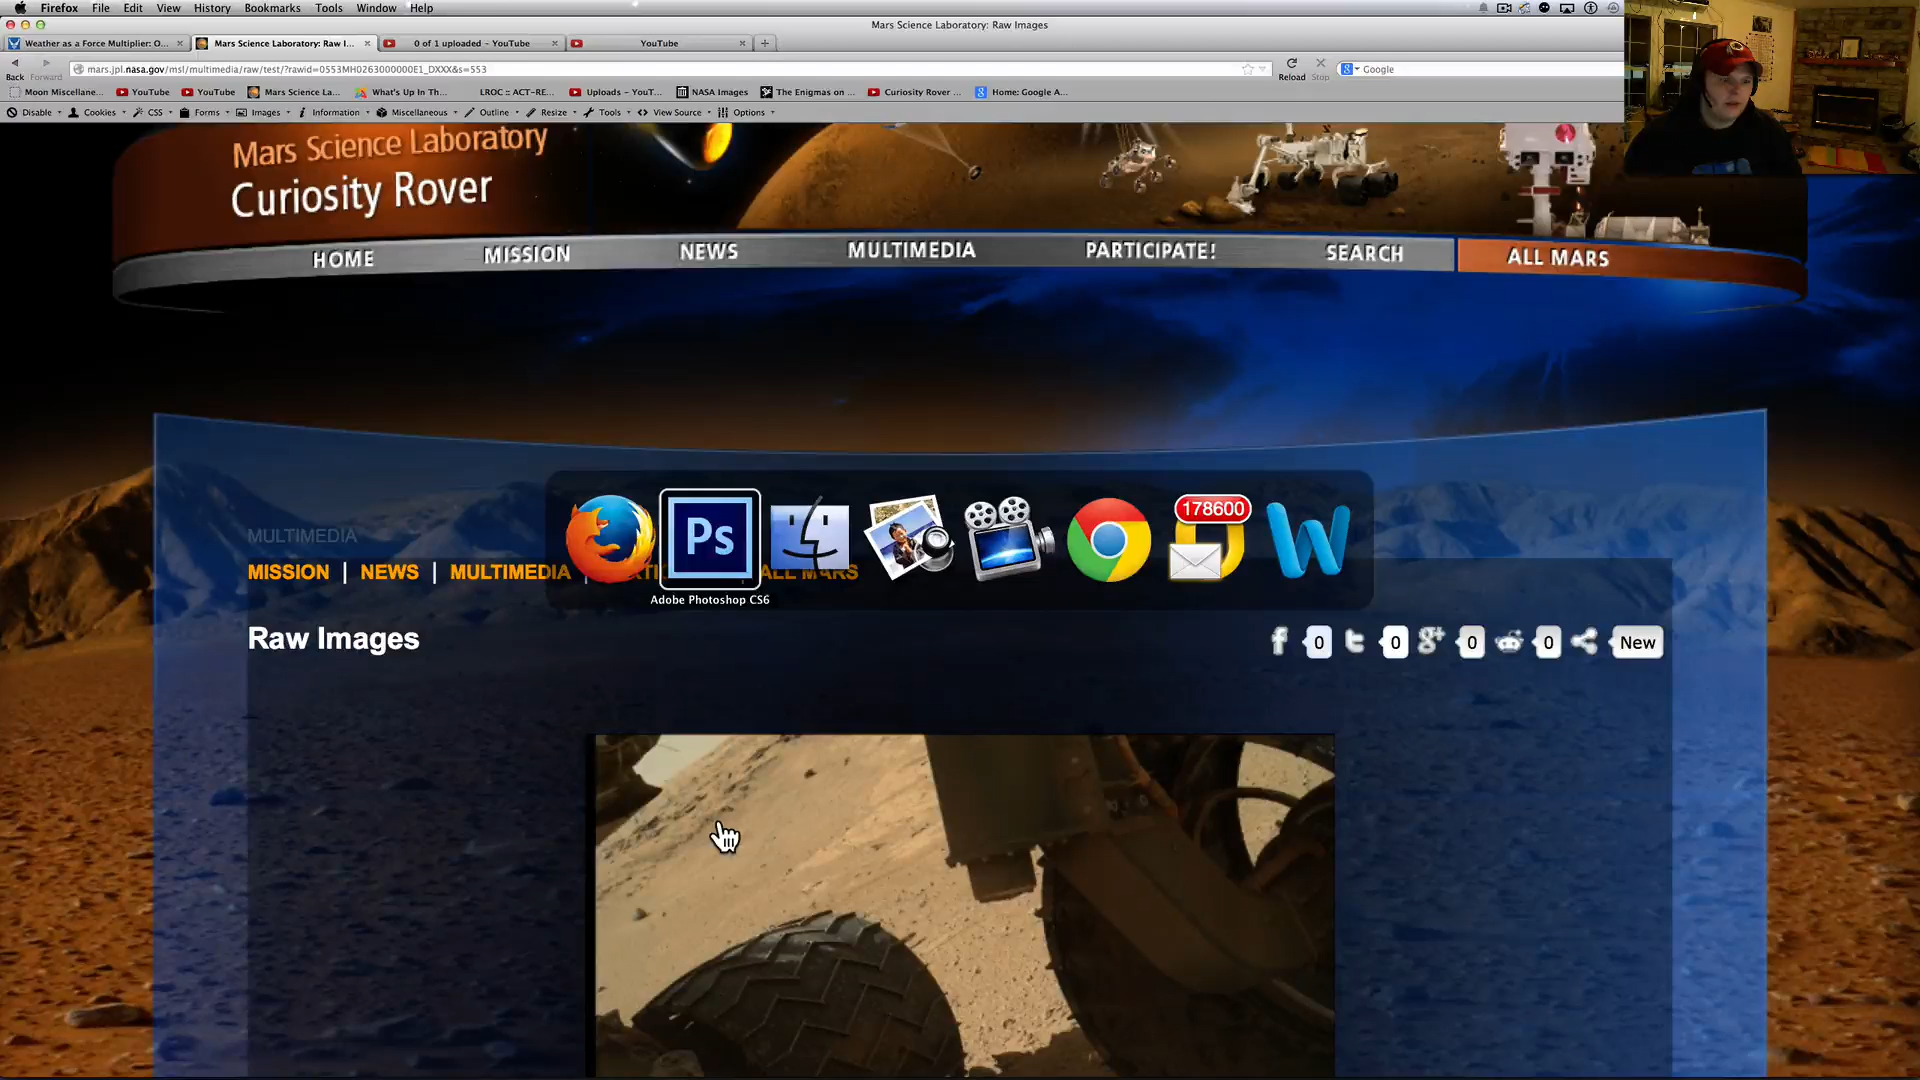 Firefox File Edit View History Bookmarks Tools Window Help
Mars Science Laboratory: Raw Images
Weather as a Force Multiplier: O... Mars Science Laboratory: Raw I... 0 of 1 uploaded - YouTube YouTube
mars.jpl.nasa.gov/msl/multimedia/raw/test/?rawid=0553MH0263000000E1_DXXX&s=553
Google
Back Forward Reload Stop
Moon Miscellane... YouTube YouTube Mars Science La... What's Up In Th... LROC :: ACT-RE... Uploads - YouT... NASA Images The Enigmas on ... Curiosity Rover ... Home: Google A...
Disable Cookies CSS Forms Images Information Miscellaneous Outline Resize Tools View Source Options
Mars Science Laboratory
Curiosity Rover
HOME MISSION NEWS MULTIMEDIA PARTICIPATE! SEARCH ALL MARS
178600
Ps
MULTIMEDIA
MISSION | NEWS | MULTIMEDIA ALL MARS
Adobe Photoshop CS6
Raw Images
0 0 0 0 New